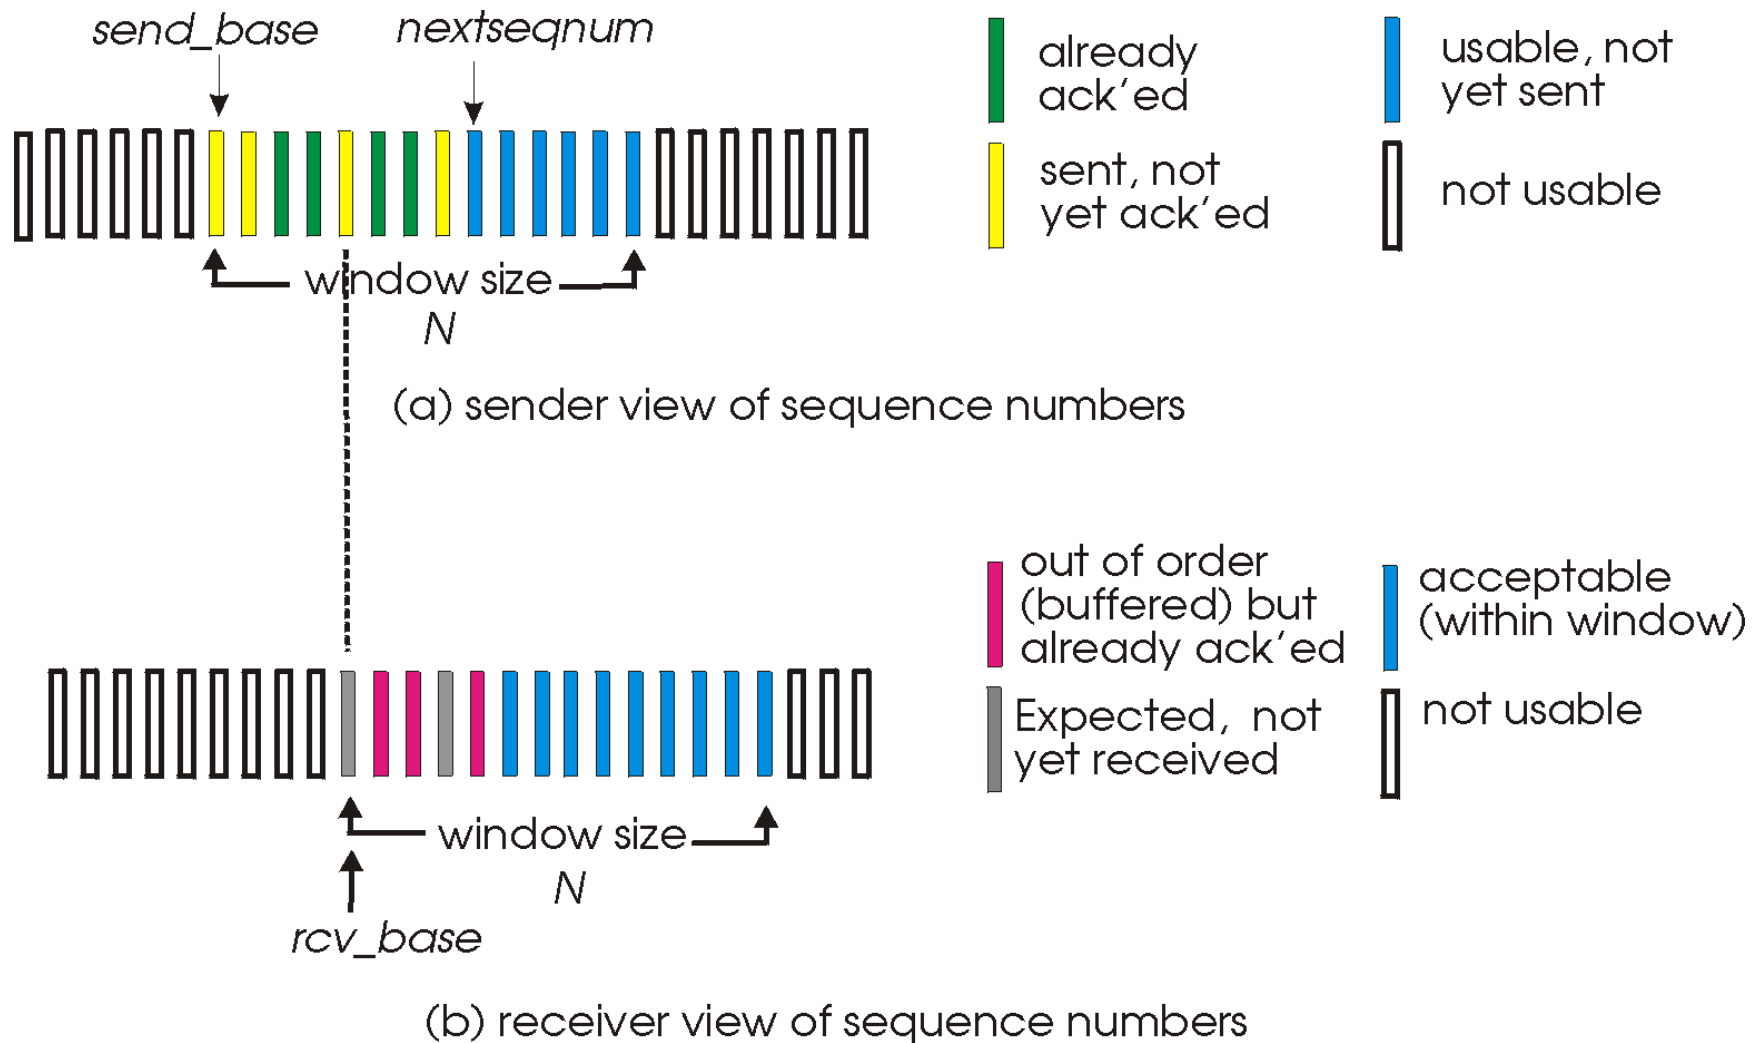 send_base
nextseqnum
already
ack'ed
usable, not
yet sent
sent, not
yet ack'ed
not usable
window size
N
(a) sender view of sequence numbers
out of order
(buffered) but
already ack'ed
acceptable
(within window)
Expected, not
yet received
not usable
window size
N
rcv_base
(b) receiver view of sequence numbers